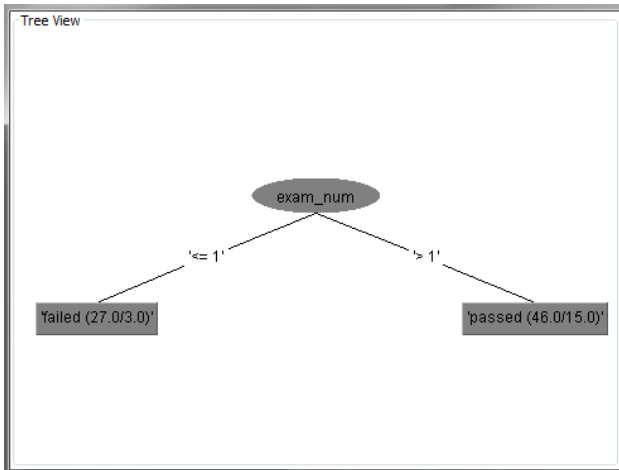 Tree View
exam_num
'<= 1'
'> 1'
'failed (27.0/3.0)'
'passed (46.0/15.0)'